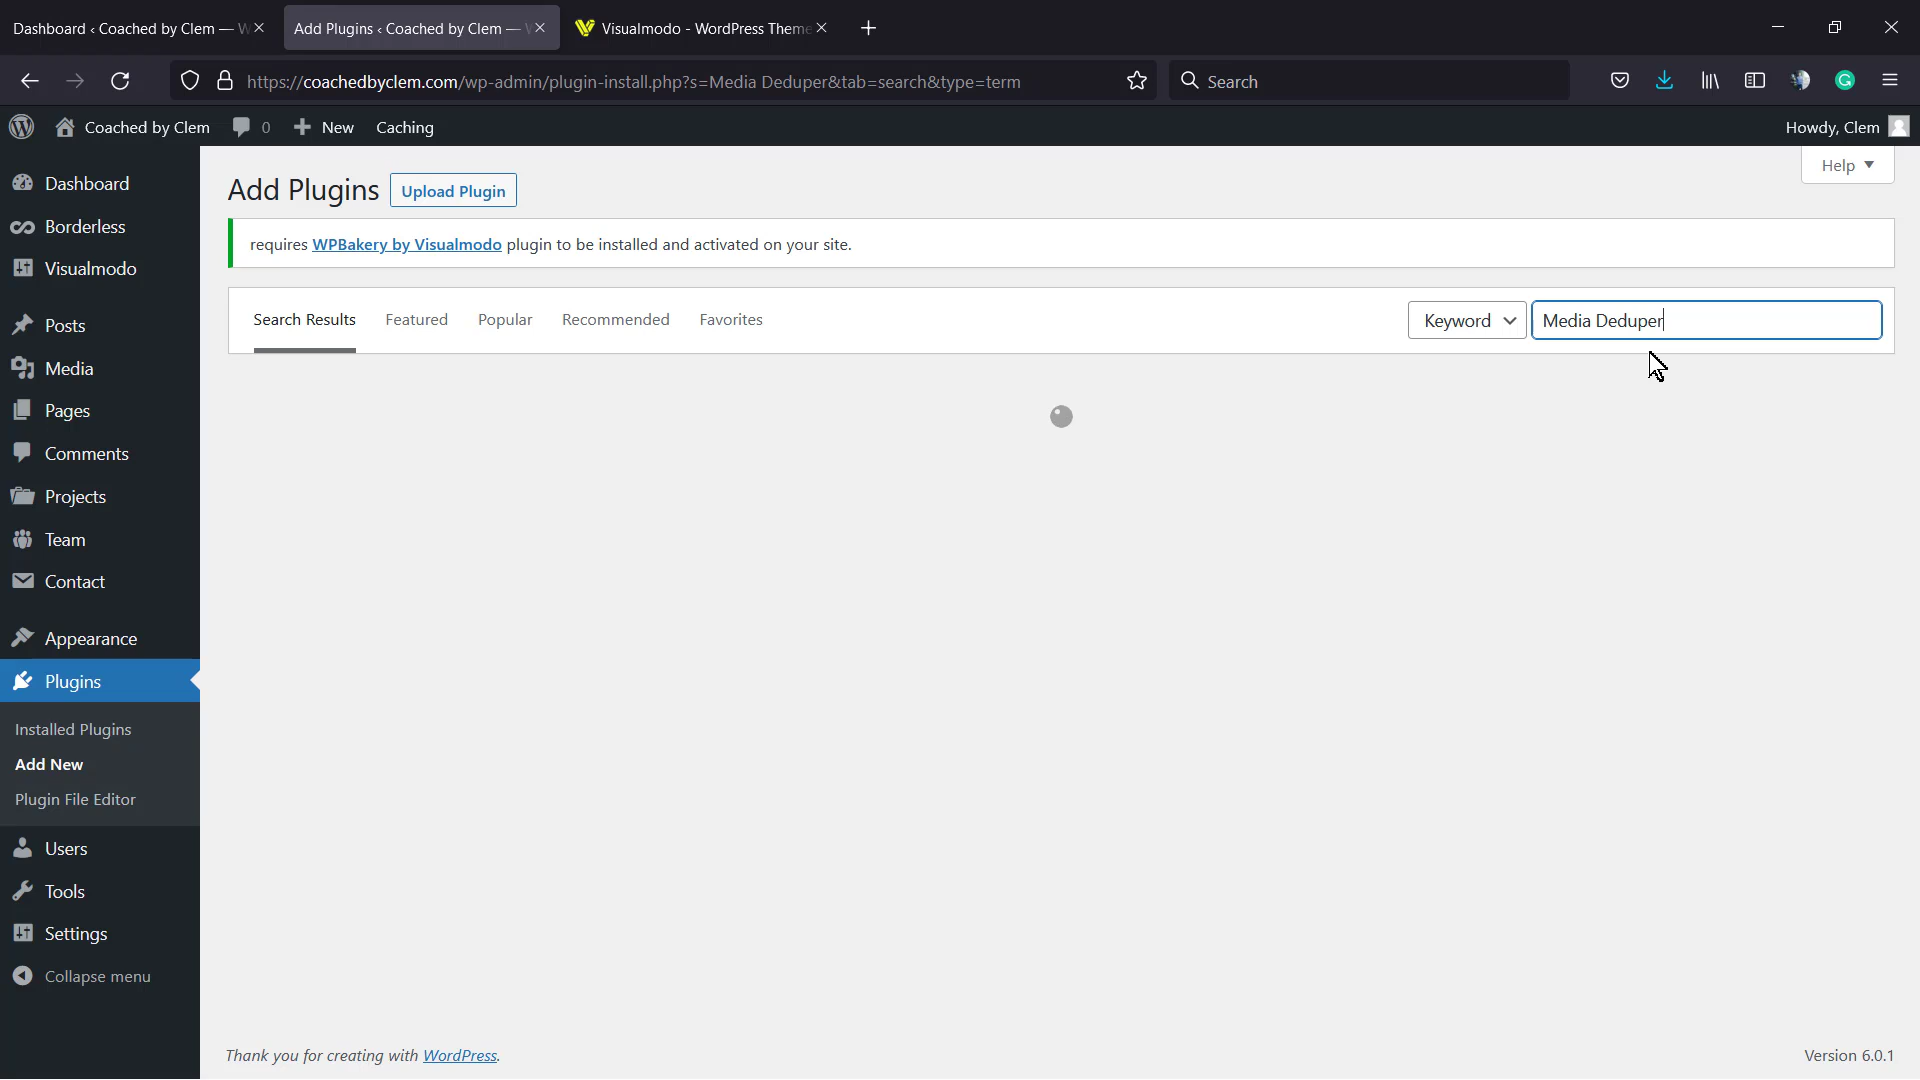 Dashboard ‹ Coached by Clem — W
Add Plugins ‹ Coached by Clem — W
Visualmodo - WordPress Theme
https://coachedbyclem.com/wp-admin/plugin-install.php?s=Media Deduper&tab=search&type=term
Search
Coached by Clem
0
New
Caching
Howdy, Clem
Help
Dashboard
Borderless
Visualmodo
Posts
Media
Pages
Comments
Projects
Team
Contact
Appearance
Plugins
Installed Plugins
Add New
Plugin File Editor
Users
Tools
Settings
Collapse menu
Add Plugins
Upload Plugin
requires WPBakery by Visualmodo plugin to be installed and activated on your site.
Search Results
Featured
Popular
Recommended
Favorites
Keyword
Media Deduper
Thank you for creating with WordPress.
Version 6.0.1